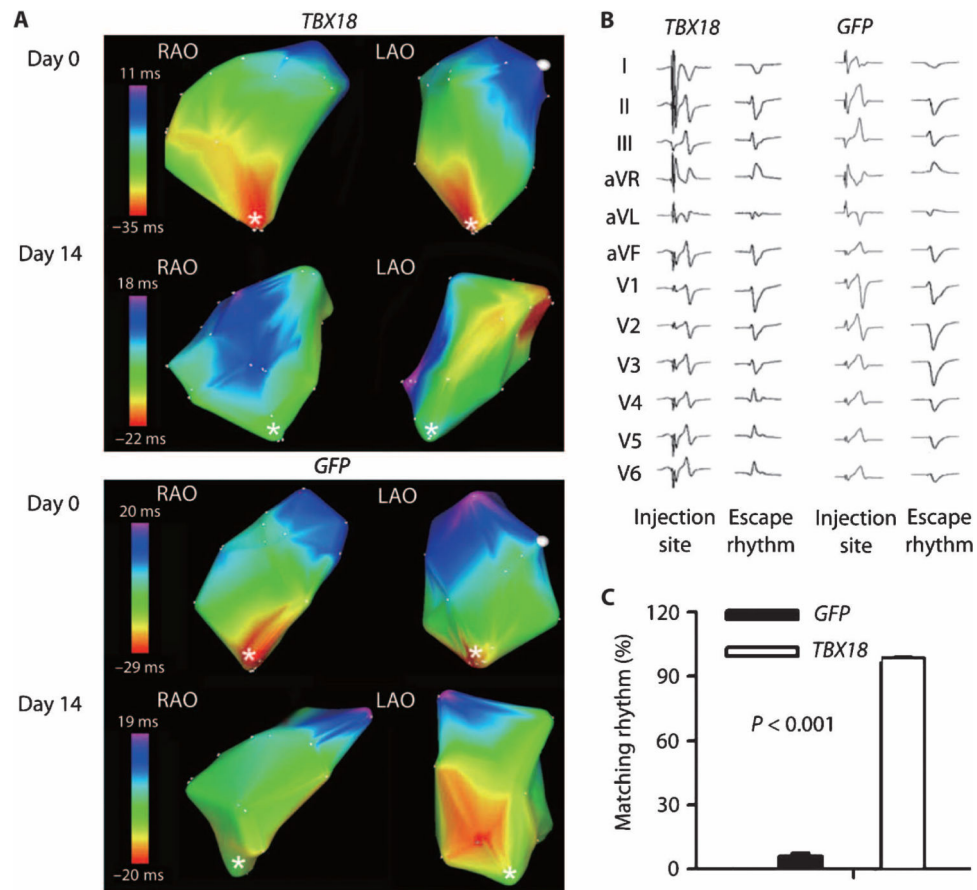 A
TBX18
Day 0
RAO
LAO
11 ms
*
*
−35 ms
Day 14
RAO
LAO
18 ms
*
*
−22 ms
GFP
Day 0
RAO
LAO
20 ms
*
*
−29 ms
Day 14
RAO
LAO
19 ms
*
*
−20 ms
B
TBX18 GFP
I
II
III
aVR
aVL
aVF
V1
V2
V3
V4
V5
V6
Injection site
Escape rhythm
Injection site
Escape rhythm
C
Matching rhythm (%)
120
90
60
30
0
GFP
TBX18
P < 0.001